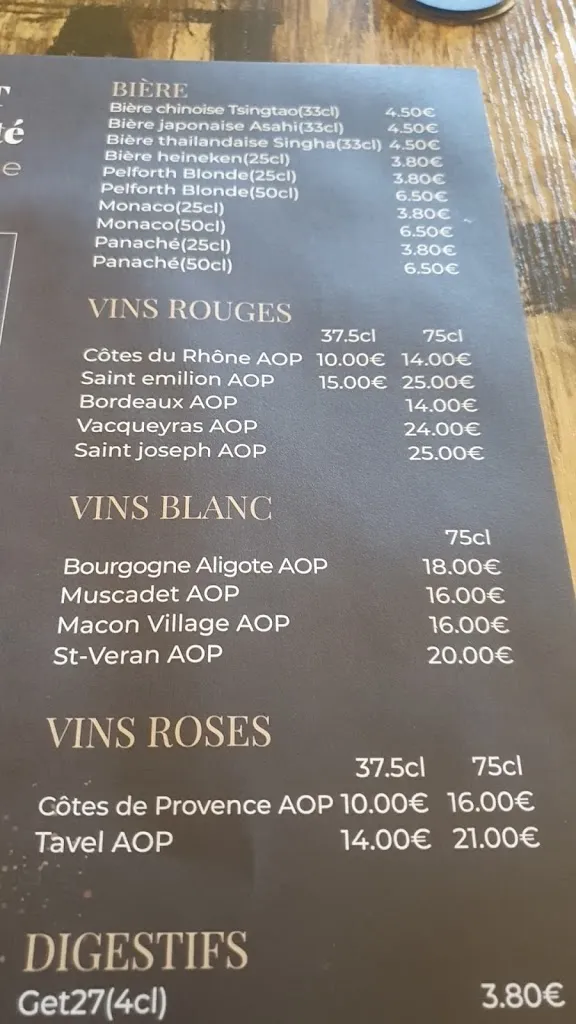 BIÈRE
Bière chinoise Tsingtao(33cl) 4.50€
Bière japonaise Asahi(33cl) 4.50€
Bière thailandaise Singha(33cl) 4.50€
Bière heineken(25cl) 3.80€
Pelforth Blonde(25cl) 3.80€
Pelforth Blonde(50cl) 6.50€
Monaco(25cl) 3.80€
Monaco(50cl) 6.50€
Panaché(25cl) 3.80€
Panaché(50cl) 6.50€
VINS ROUGES
37.5cl 75cl
Côtes du Rhône AOP 10.00€ 14.00€
Saint emilion AOP 15.00€ 25.00€
Bordeaux AOP 14.00€
Vacqueyras AOP 24.00€
Saint joseph AOP 25.00€
VINS BLANC
75cl
Bourgogne Aligote AOP 18.00€
Muscadet AOP 16.00€
Macon Village AOP 16.00€
St-Veran AOP 20.00€
VINS ROSES
37.5cl 75cl
Côtes de Provence AOP 10.00€ 16.00€
Tavel AOP 14.00€ 21.00€
DIGESTIFS
Get27(4cl) 3.80€